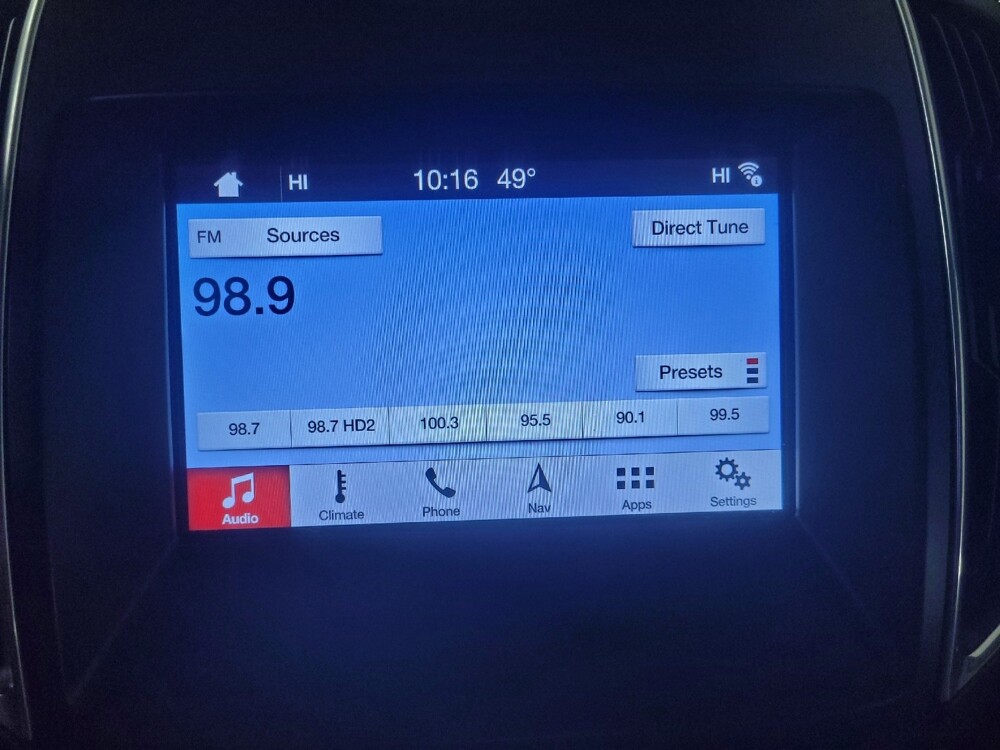 HI 10:16 49° HI
FM Sources Direct Tune
98.9
Presets
98.7 98.7 HD2 100.3 95.5 90.1 99.5
Audio Climate Phone Nav Apps Settings